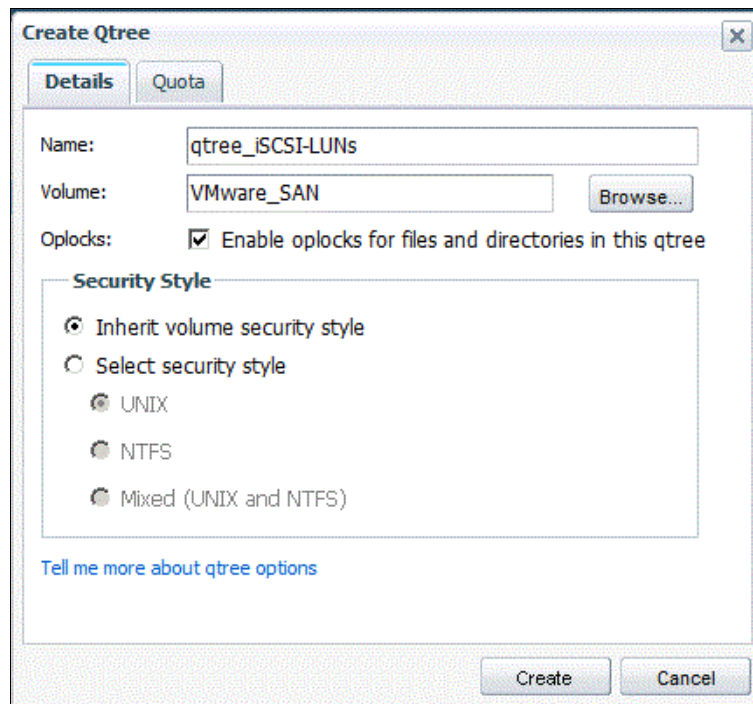 Create Qtree
Details Quota
Name: qtree_iSCSI-LUNs
Volume: VMware_SAN Browse...
Oplocks: Enable oplocks for files and directories in this qtree
Security Style
Inherit volume security style
Select security style
UNIX
NTFS
Mixed (UNIX and NTFS)
Tell me more about qtree options
Create Cancel